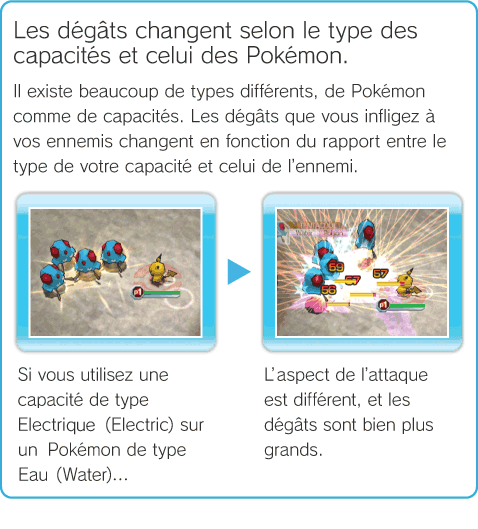 Les dégâts changent selon le type des
capacités et celui des Pokémon.
Il existe beaucoup de types différents, de Pokémon
comme de capacités. Les dégâts que vous infligez à
vos ennemis changent en fonction du rapport entre le
type de votre capacité et celui de l'ennemi.
P1
69
57
57
56
P1
Si vous utilisez une
capacité de type
Electrique (Electric) sur
un Pokémon de type
Eau (Water)...
L'aspect de l'attaque
est différent, et les
dégâts sont bien plus
grands.